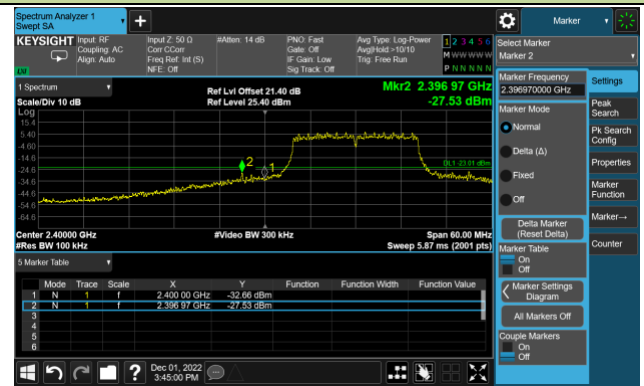 Spectrum Analyzer 1
Swept SA
+
Marker
KEYSIGHT
Input: RF
Coupling: AC
Align: Auto
Input Z: 50 Ω
Corr CCorr
Freq Ref: Int (S)
NFE: Off
#Atten: 14 dB
PNO: Fast
Gate: Off
IF Gain: Low
Sig Track: Off
Avg Type: Log-Power
Avg|Hold >10/10
Trig: Free Run
1 2 3 4 5 6
M W W W W W
P N N N N N
LXI
Select Marker
Marker 2
1 Spectrum
Scale/Div 10 dB
Log
Ref Lvl Offset 21.40 dB
Ref Level 25.40 dBm
Mkr2 2.396 97 GHz
-27.53 dBm
15.4
5.40
-4.60
-14.6
-24.6
-34.6
-44.6
-54.6
-64.6
2
1
DL1 -23.01 dBm
Center 2.40000 GHz
#Res BW 100 kHz
#Video BW 300 kHz
Span 60.00 MHz
Sweep 5.87 ms (2001 pts)
5 Marker Table
Mode Trace Scale X Y Function Function Width Function Value
1 N 1 f 2.400 00 GHz -32.66 dBm
2 N 1 f 2.396 97 GHz -27.53 dBm
3
4
5
6
Marker Frequency
2.396970000 GHz
Marker Mode
Normal
Delta (Δ)
Fixed
Off
Delta Marker
(Reset Delta)
Marker Table
On
Off
Marker Settings
Diagram
All Markers Off
Couple Markers
On
Off
Settings
Peak
Search
Pk Search
Config
Properties
Marker
Function
Marker→
Counter
?
Dec 01, 2022
3:45:00 PM